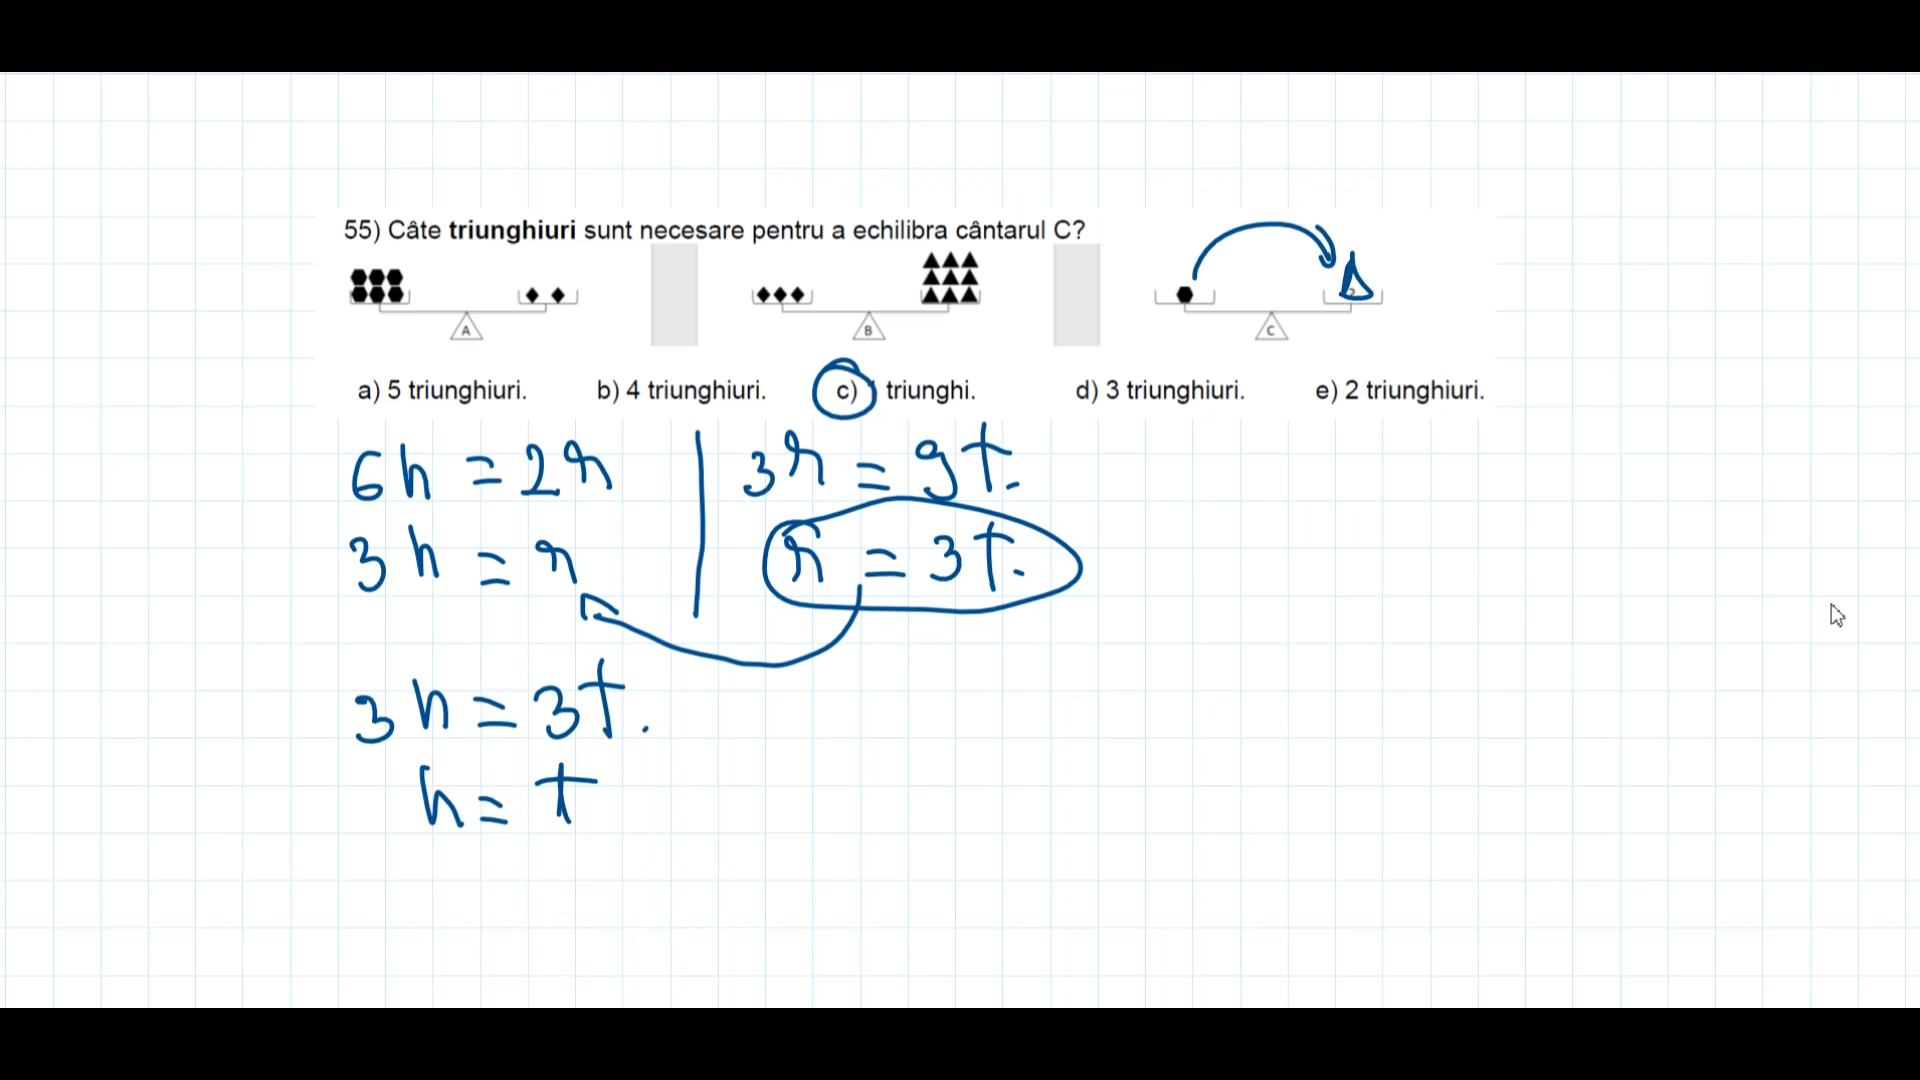 55) Câte triunghiuri sunt necesare pentru a echilibra cântarul C?
A B C
a) 5 triunghiuri. b) 4 triunghiuri. c) triunghi. d) 3 triunghiuri. e) 2 triunghiuri.
6h = 2r 3r = 9t.
3h = r r = 3t.
3h = 3t.
h = t